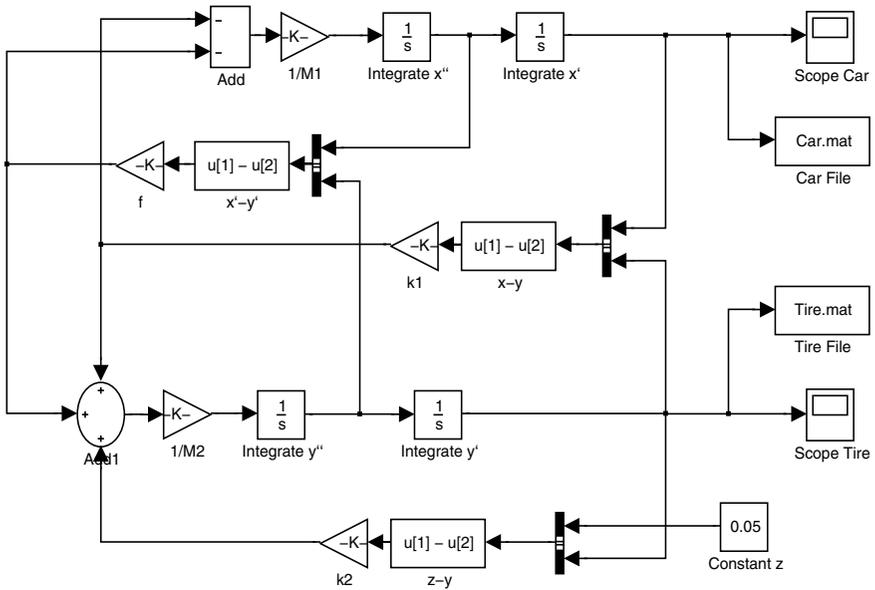 −
−
Add
−K−
1/M1
1
s
Integrate x“
1
s
Integrate x‘
Scope Car
Car.mat
Car File
−K−
f
u[1] − u[2]
x‘−y‘
−K−
k1
u[1] − u[2]
x−y
Tire.mat
Tire File
+
+
+
Add1
−K−
1/M2
1
s
Integrate y“
1
s
Integrate y‘
Scope Tire
−K−
k2
u[1] − u[2]
z−y
0.05
Constant z